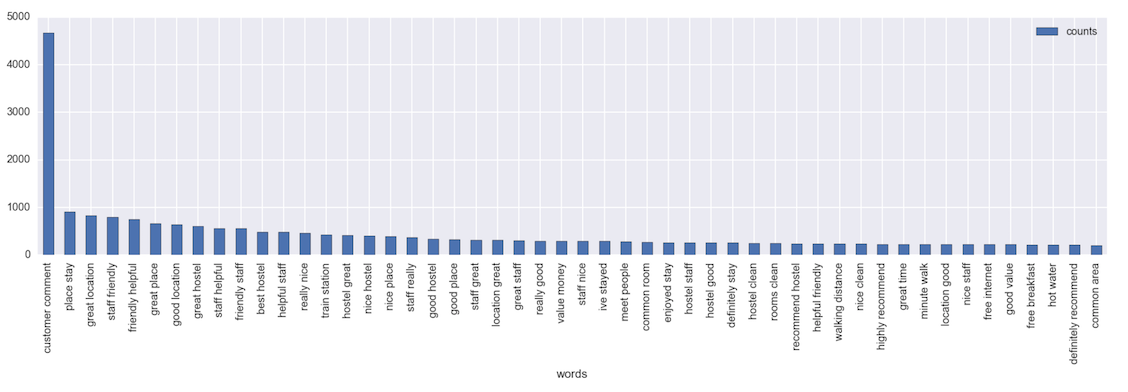 5000
4000
3000
2000
1000
0
counts
customer comment
place stay
great location
staff friendly
friendly helpful
great place
good location
great hostel
staff helpful
friendly staff
best hostel
helpful staff
really nice
train station
hostel great
nice hostel
nice place
staff really
good hostel
good place
staff great
location great
great staff
really good
value money
staff nice
ive stayed
meet people
common room
enjoyed stay
hostel staff
hostel good
definitely stay
hostel clean
rooms clean
recommend hostel
helpful friendly
walking distance
nice clean
highly recommend
great time
minute walk
location good
nice staff
free internet
good value
free breakfast
hot water
definitely recommend
common area
words